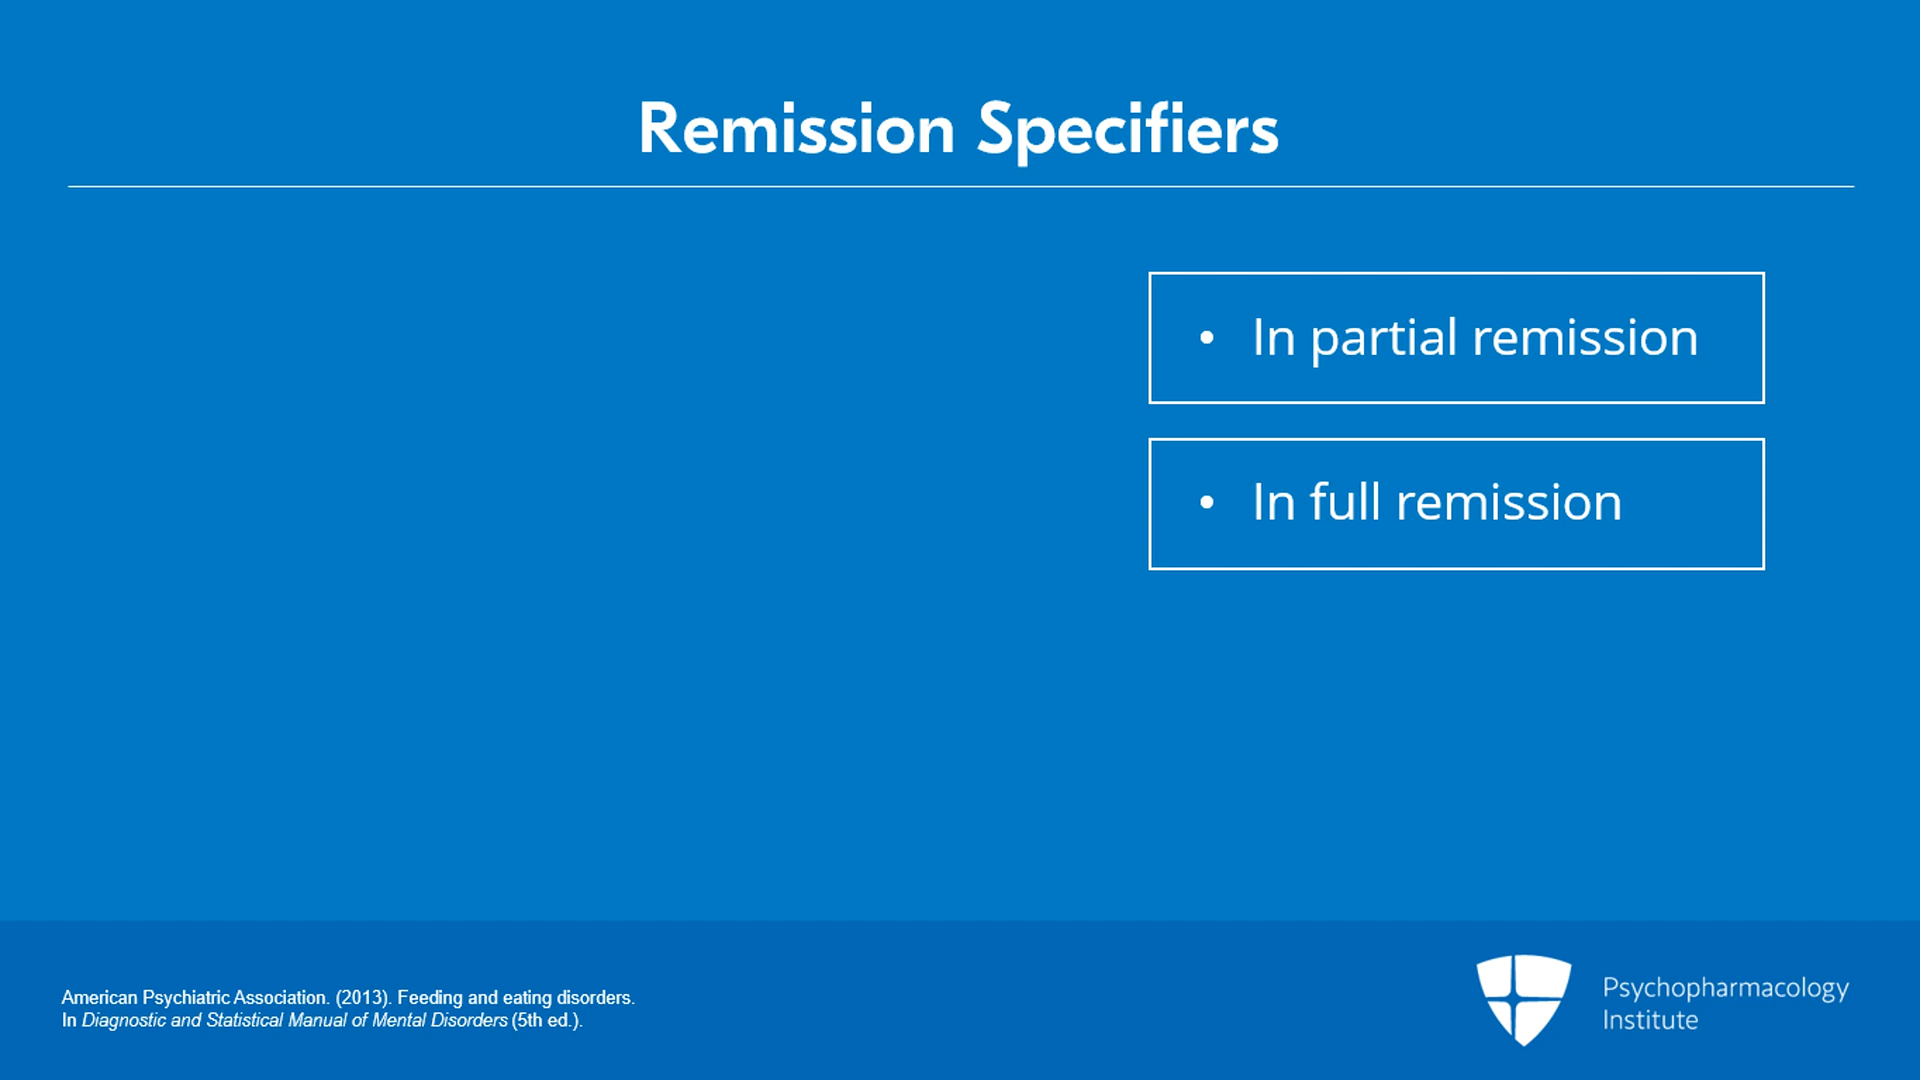 Remission Specifiers
• In partial remission
• In full remission
American Psychiatric Association. (2013). Feeding and eating disorders.
In Diagnostic and Statistical Manual of Mental Disorders (5th ed.).
Psychopharmacology
Institute